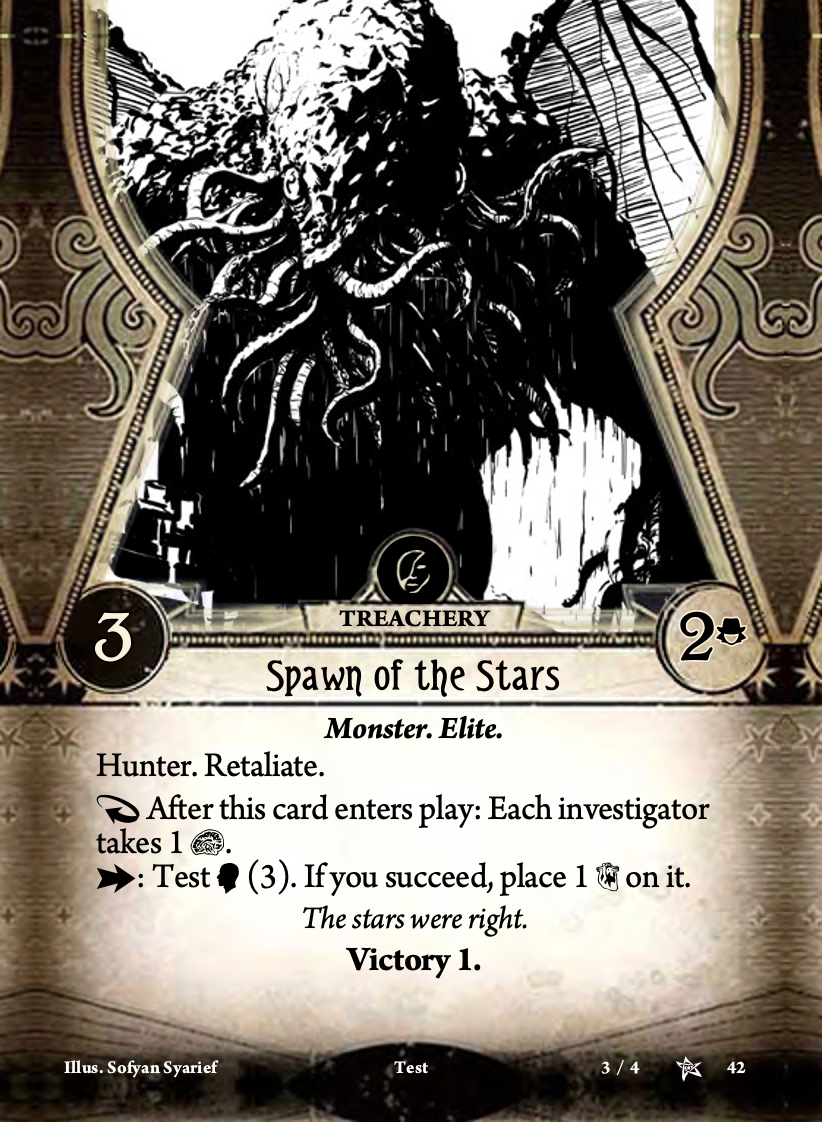 TREACHERY
3
2
Spawn of the Stars
Monster. Elite.
Hunter. Retaliate.
After this card enters play: Each investigator
takes 1 .
: Test (3). If you succeed, place 1 on it.
The stars were right.
Victory 1.
Illus. Sofyan Syarief Test 3 / 4 42